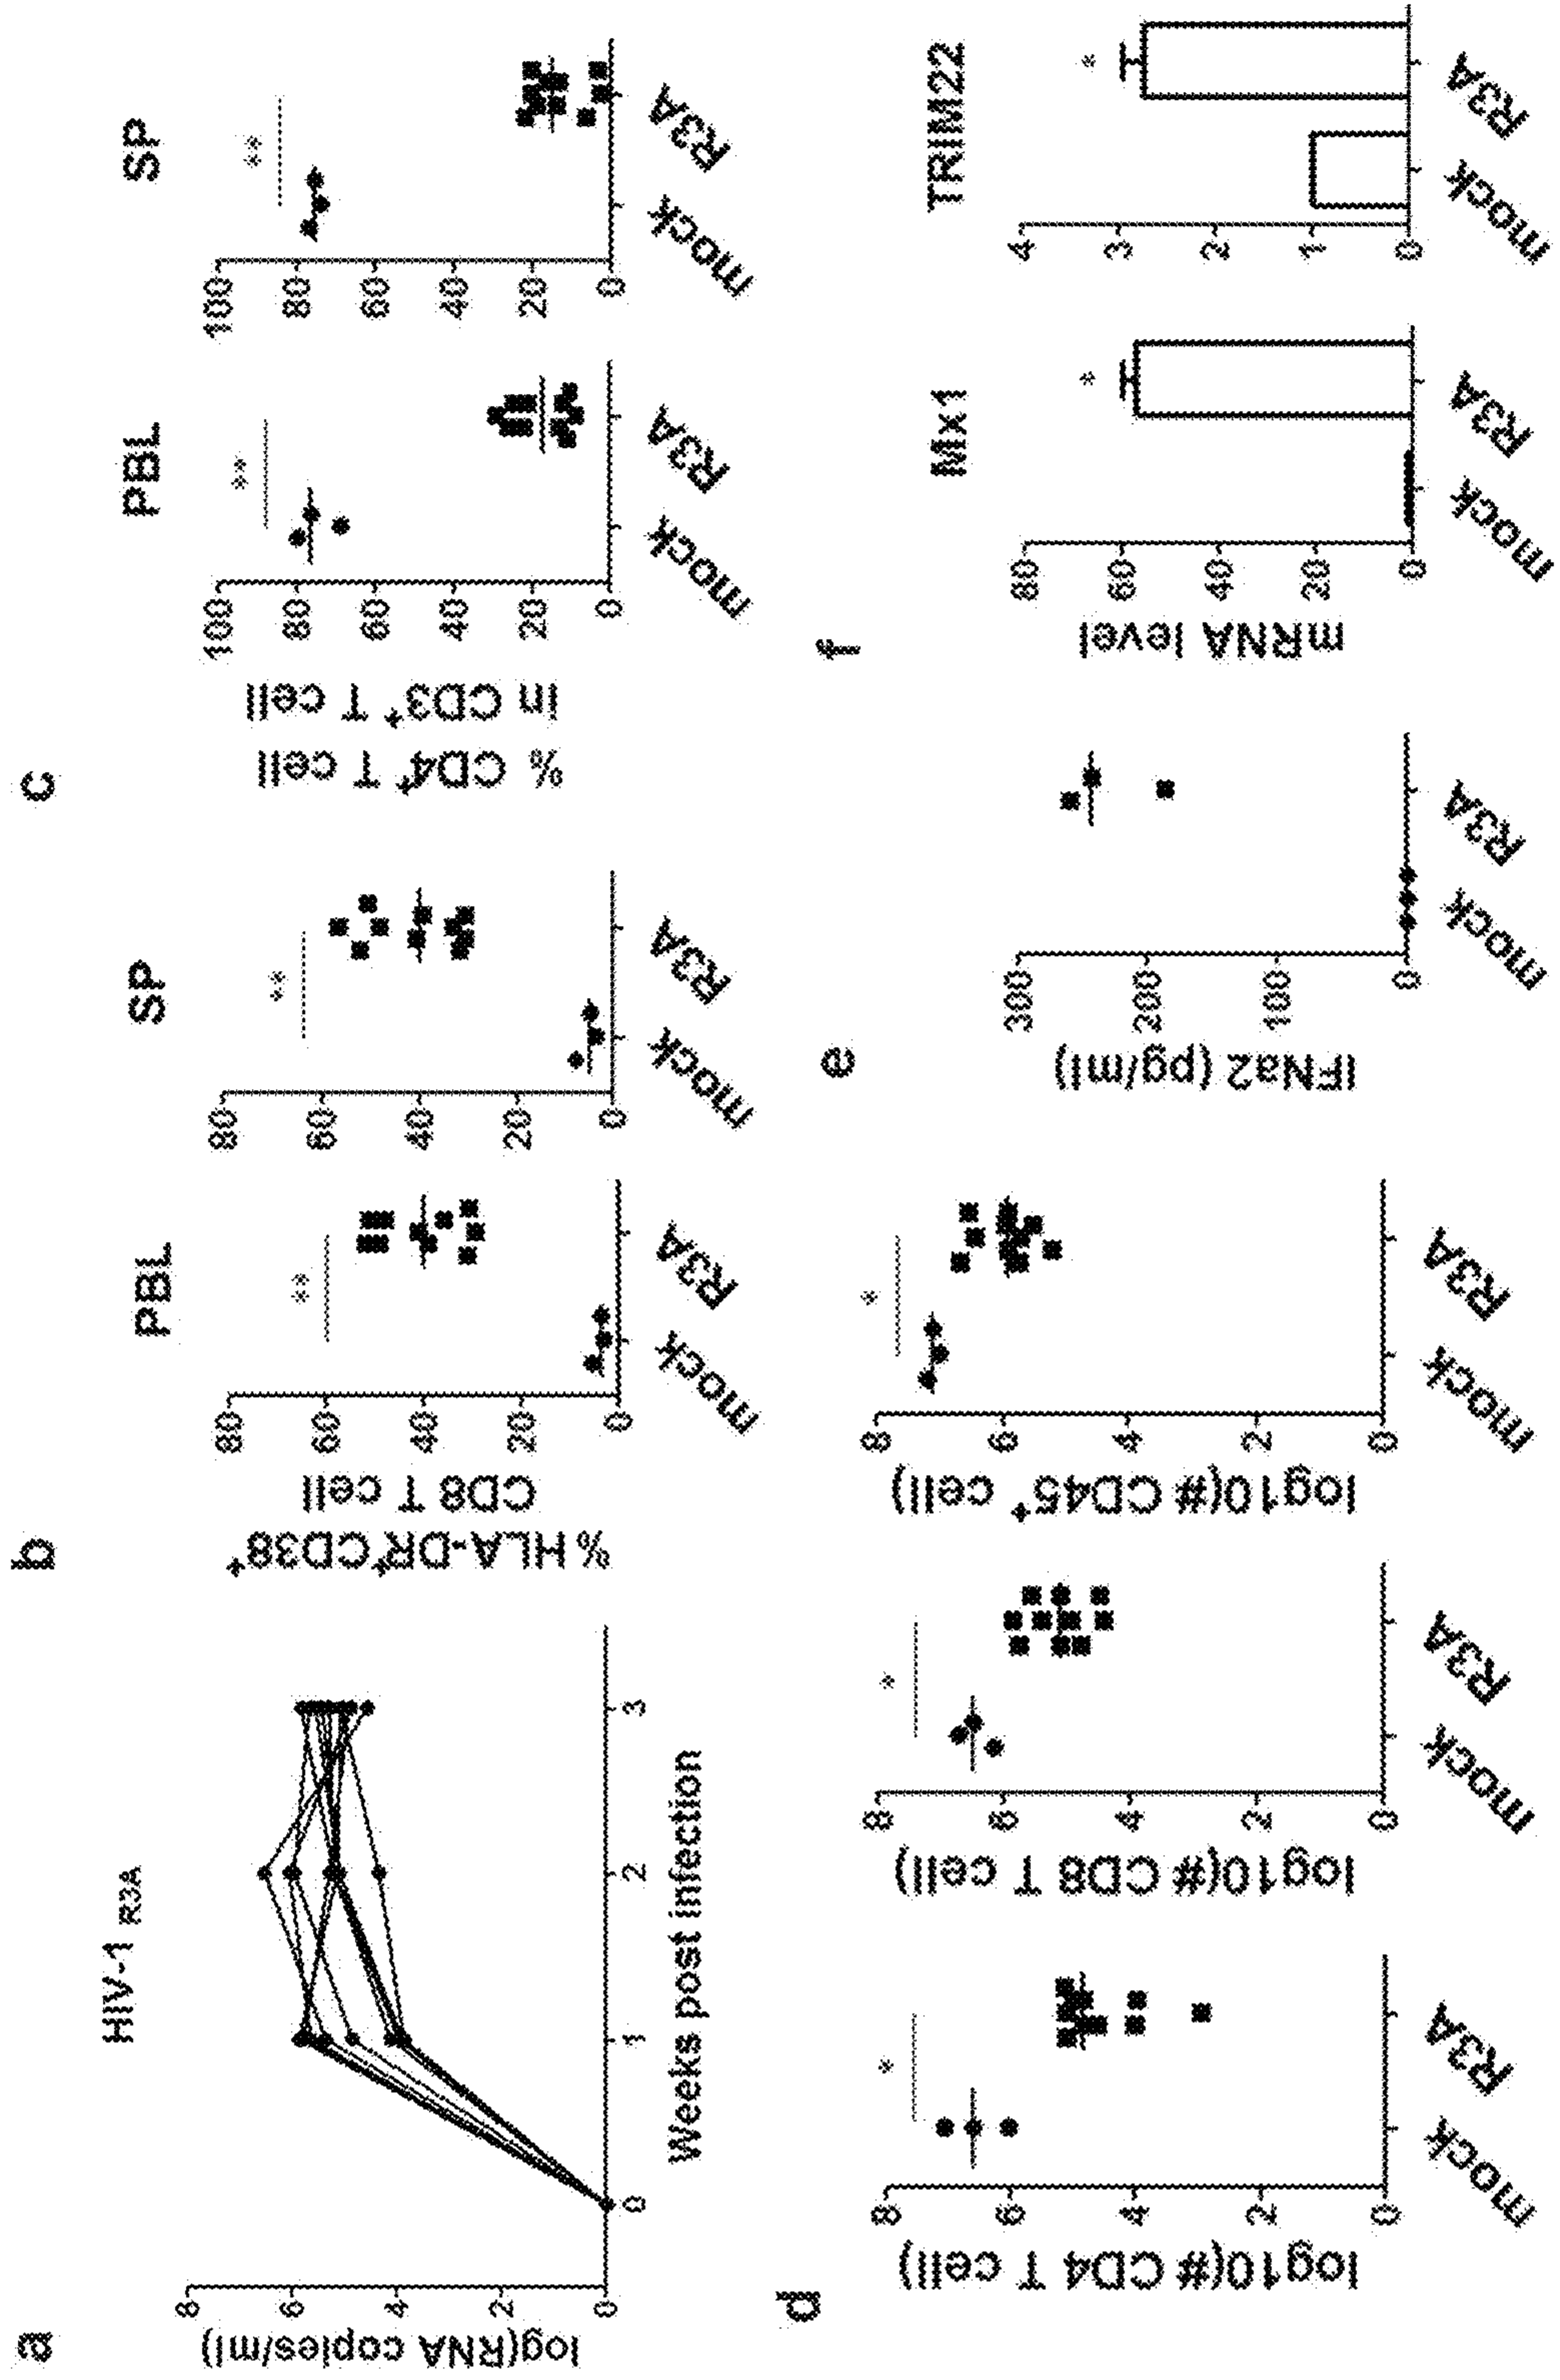 a
HIV-1 R3A
log(RNA copies/ml)
8
6
4
2
0
0 1 2 3
Weeks post infection
b
PBL
SP
% HLA-DR+CD38+
CD8 T cell
80
60
40
20
0
**
mock R3A
80
60
40
20
0
**
mock R3A
c
PBL
SP
% CD4+ T cell
in CD3+ T cell
100
80
60
40
20
0
**
mock R3A
100
80
60
40
20
0
**
mock R3A
d
log10(# CD4 T cell)
8
6
4
2
0
*
mock R3A
log10(# CD8 T cell)
8
6
4
2
0
*
mock R3A
log10(# CD45+ cell)
8
6
4
2
0
*
mock R3A
e
IFNa2 (pg/ml)
300
200
100
0
mock R3A
f
Mx1
mRNA level
80
60
40
20
0
*
mock R3A
TRIM22
4
3
2
1
0
*
mock R3A